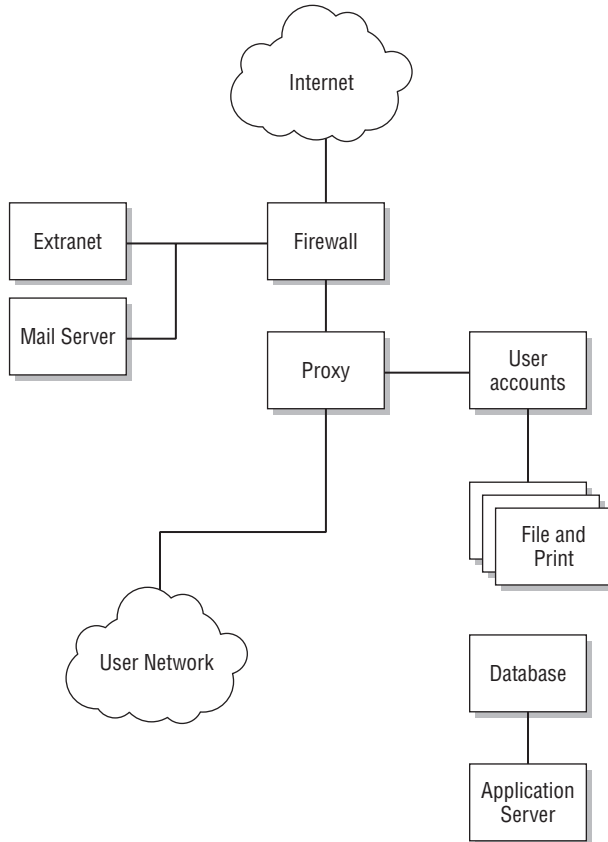 Internet
Extranet
Firewall
Mail Server
Proxy
User
accounts
File and
Print
User Network
Database
Application
Server